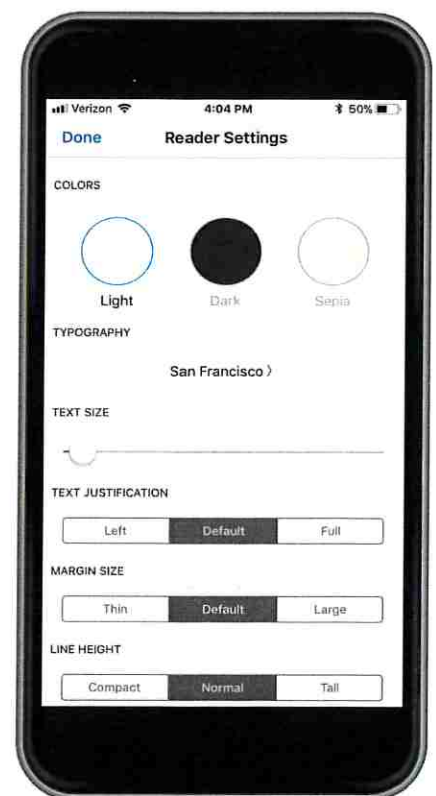 Verizon 4:04 PM 50%
Done Reader Settings
COLORS
Light Dark Sepia
TYPOGRAPHY
San Francisco >
TEXT SIZE
TEXT JUSTIFICATION
Left Default Full
MARGIN SIZE
Thin Default Large
LINE HEIGHT
Compact Normal Tall